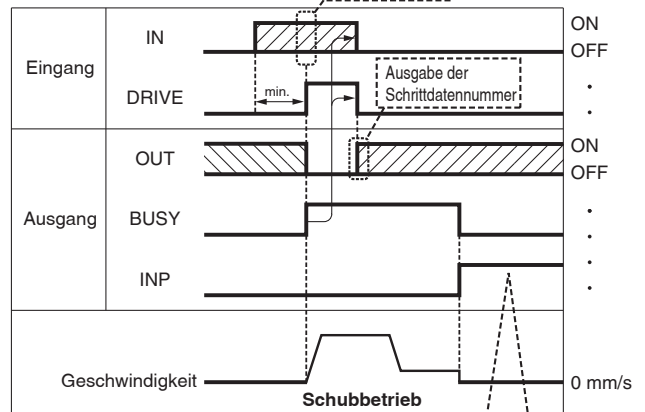 IN
ON
OFF
Eingang
min.
Ausgabe der
Schrittdatennummer
DRIVE
OUT
ON
OFF
Ausgang
BUSY
INP
Geschwindigkeit
0 mm/s
Schubbetrieb